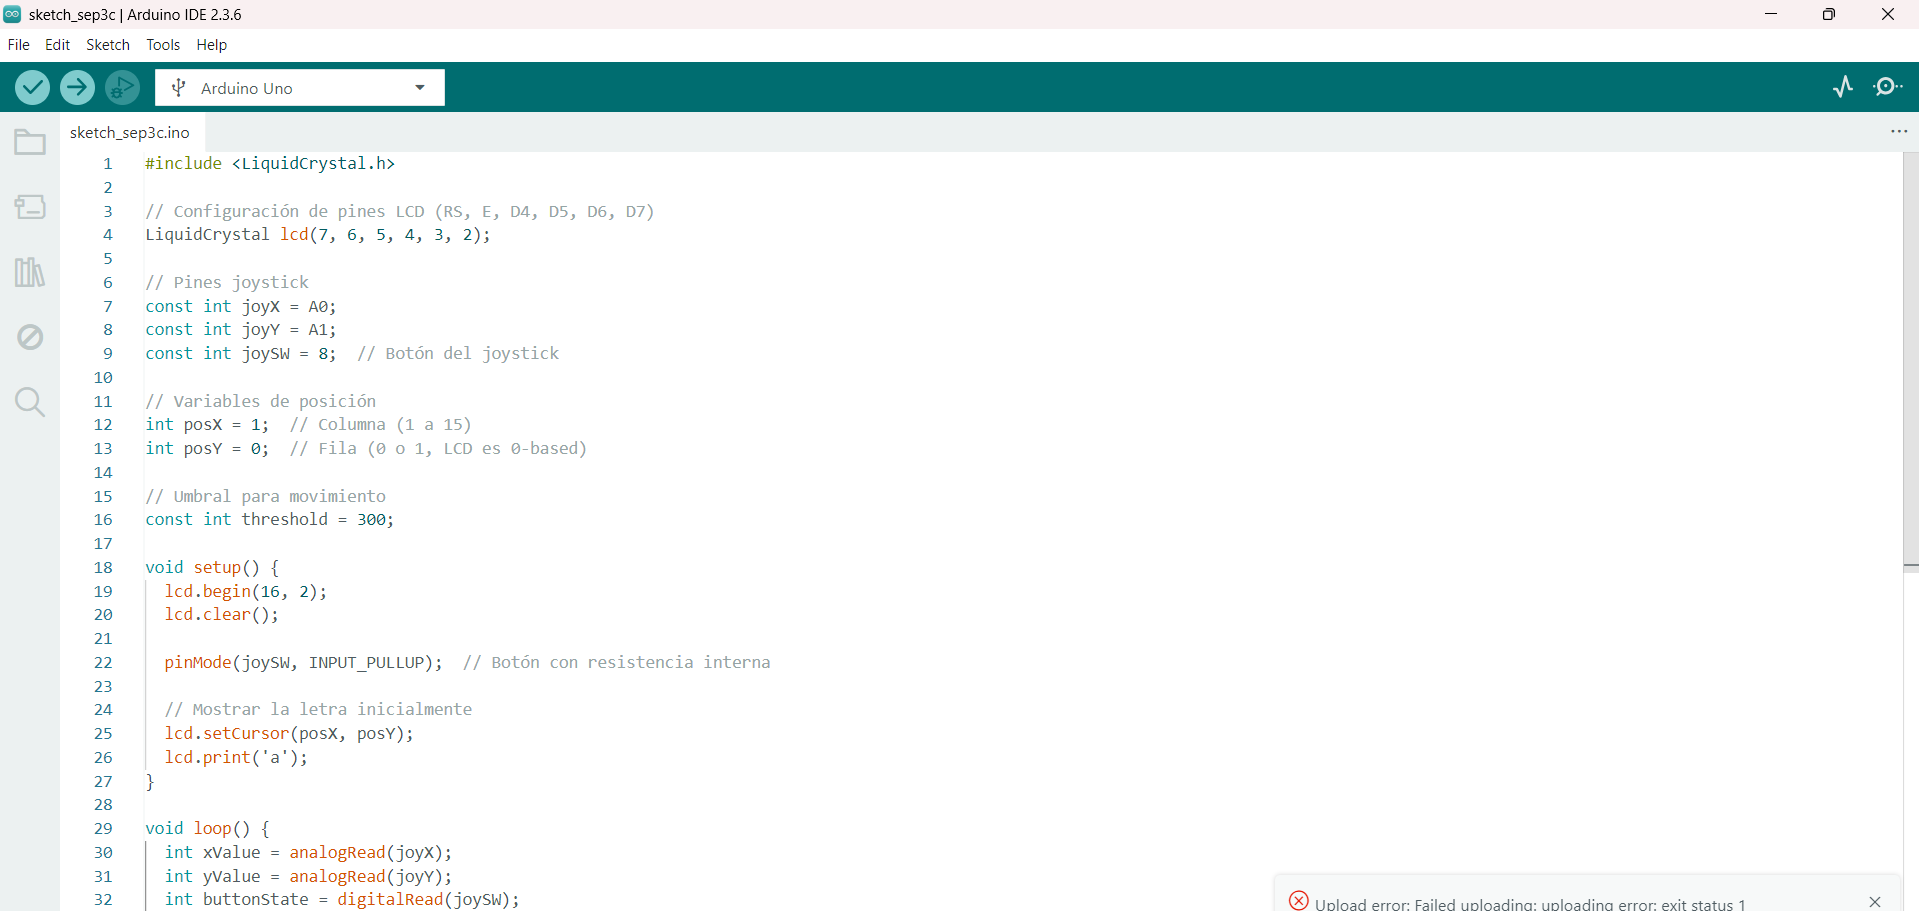 sketch_sep3c | Arduino IDE 2.3.6
File Edit Sketch Tools Help
Arduino Uno
sketch_sep3c.ino
1 #include <LiquidCrystal.h>
2
3 // Configuración de pines LCD (RS, E, D4, D5, D6, D7)
4 LiquidCrystal lcd(7, 6, 5, 4, 3, 2);
5
6 // Pines joystick
7 const int joyX = A0;
8 const int joyY = A1;
9 const int joySW = 8;  // Botón del joystick
10
11 // Variables de posición
12 int posX = 1;  // Columna (1 a 15)
13 int posY = 0;  // Fila (0 o 1, LCD es 0-based)
14
15 // Umbral para movimiento
16 const int threshold = 300;
17
18 void setup() {
19   lcd.begin(16, 2);
20   lcd.clear();
21
22   pinMode(joySW, INPUT_PULLUP);  // Botón con resistencia interna
23
24   // Mostrar la letra inicialmente
25   lcd.setCursor(posX, posY);
26   lcd.print('a');
27 }
28
29 void loop() {
30   int xValue = analogRead(joyX);
31   int yValue = analogRead(joyY);
32   int buttonState = digitalRead(joySW);
Upload error: Failed uploading: uploading error: exit status 1